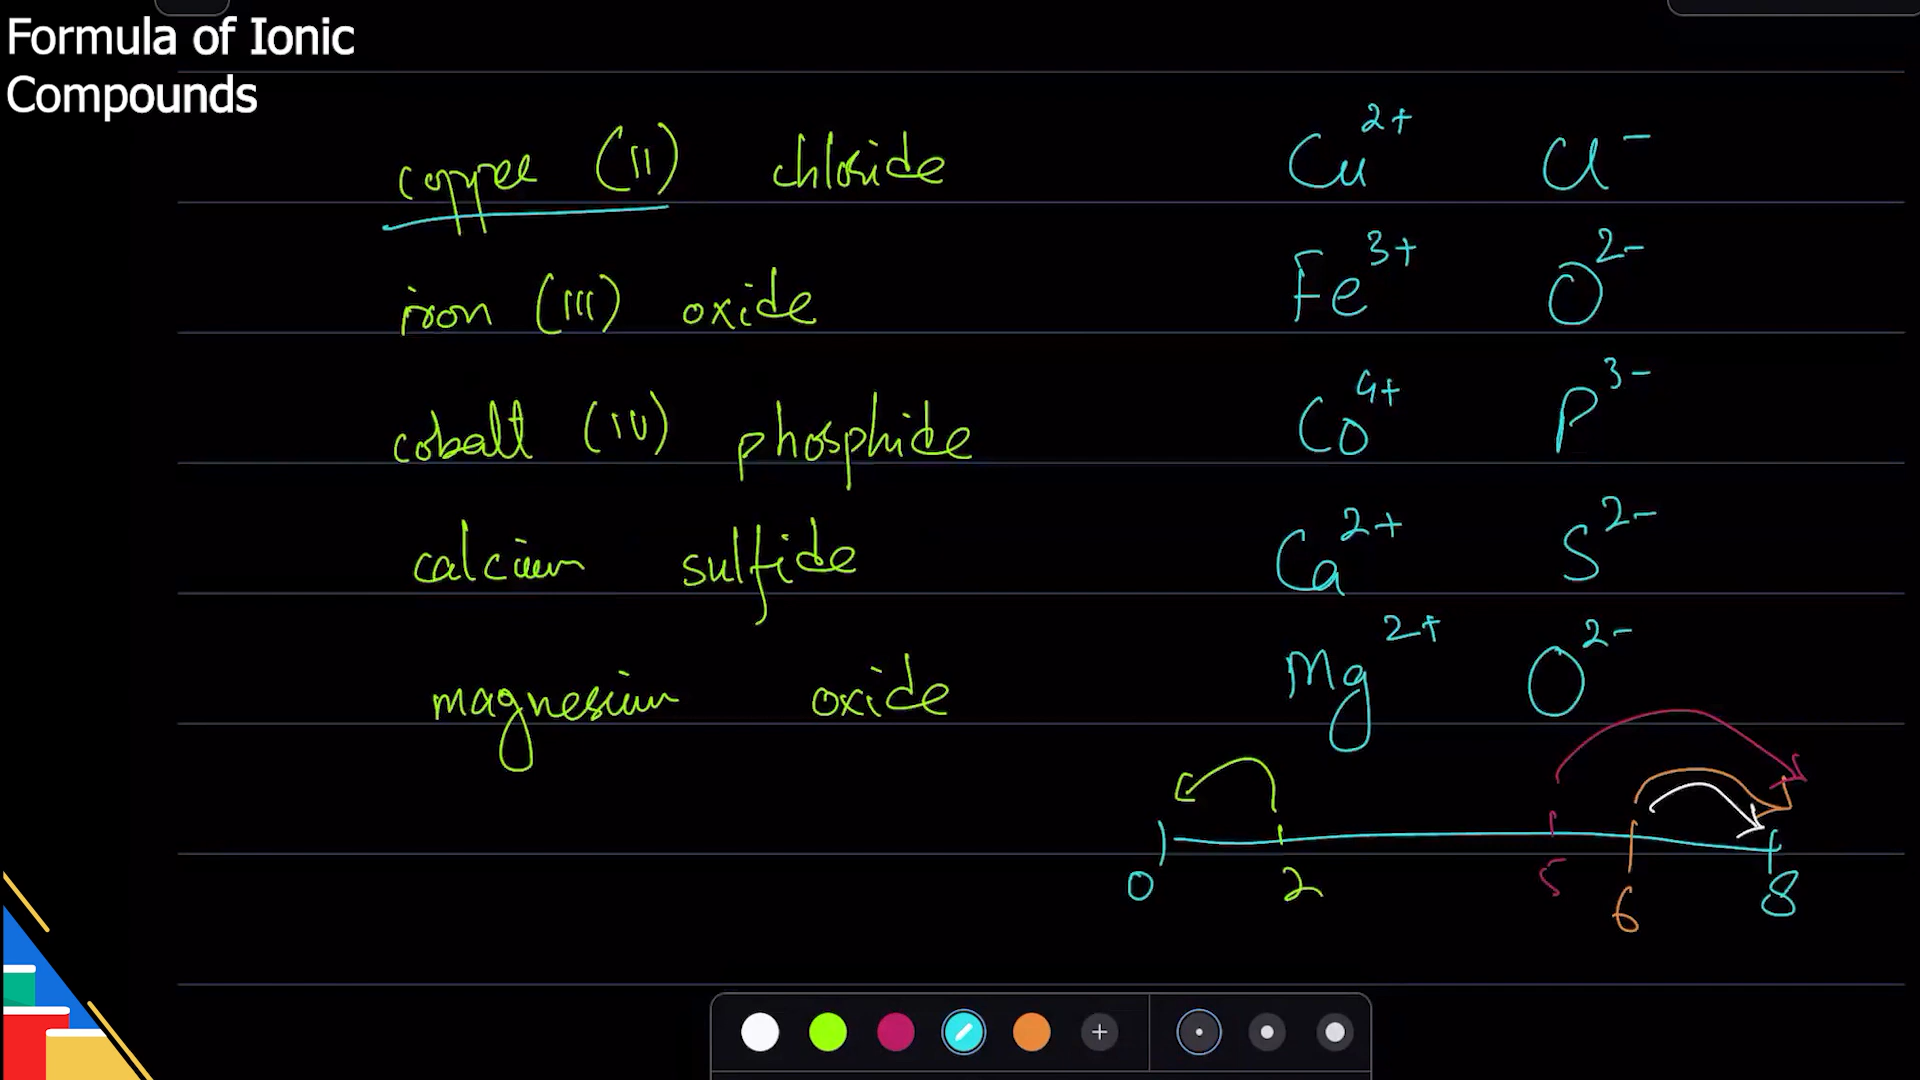 Formula of Ionic
Compounds
copper (II) chloride Cu²⁺ Cl⁻
iron (III) oxide Fe³⁺ O²⁻
cobalt (IV) phosphide Co⁴⁺ P³⁻
calcium sulfide Ca²⁺ S²⁻
magnesium oxide Mg²⁺ O²⁻
0 2 5 6 8